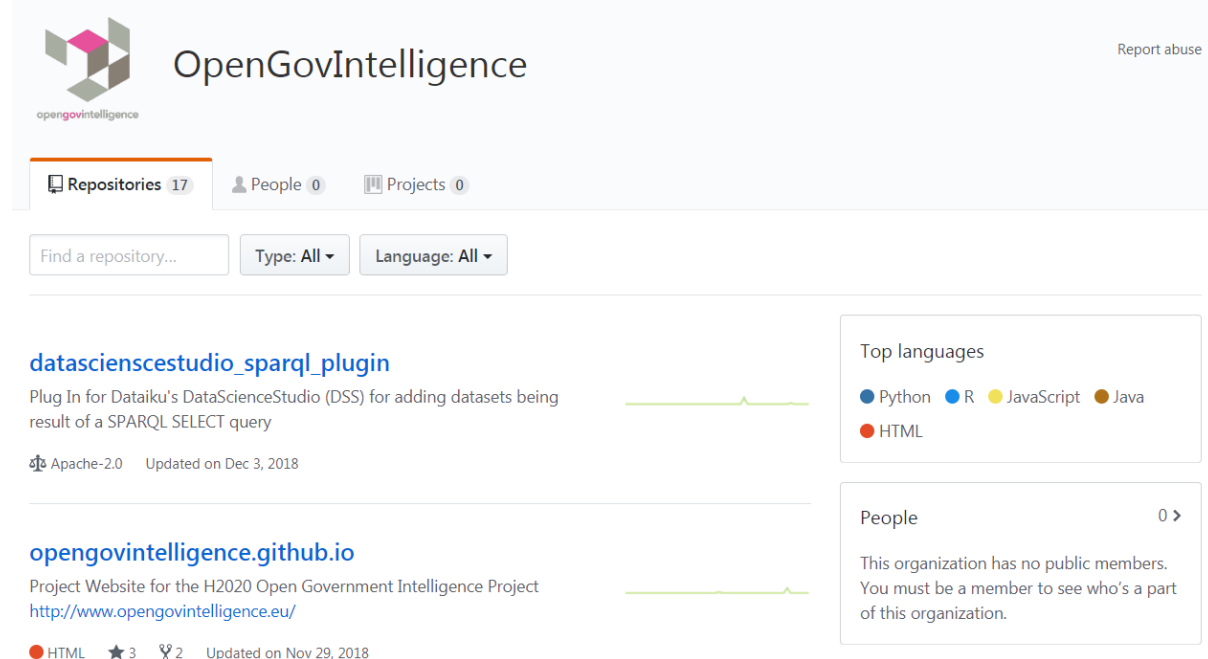 opengovintelligence
OpenGovIntelligence
Report abuse
Repositories 17
People 0
Projects 0
Find a repository...
Type: All
Language: All
datascienscestudio_sparql_plugin
Plug In for Dataiku's DataScienceStudio (DSS) for adding datasets being
result of a SPARQL SELECT query
Apache-2.0 Updated on Dec 3, 2018
opengovintelligence.github.io
Project Website for the H2020 Open Government Intelligence Project
http://www.opengovintelligence.eu/
HTML 3 2 Updated on Nov 29, 2018
Top languages
Python R JavaScript Java
HTML
People 0
This organization has no public members.
You must be a member to see who's a part
of this organization.